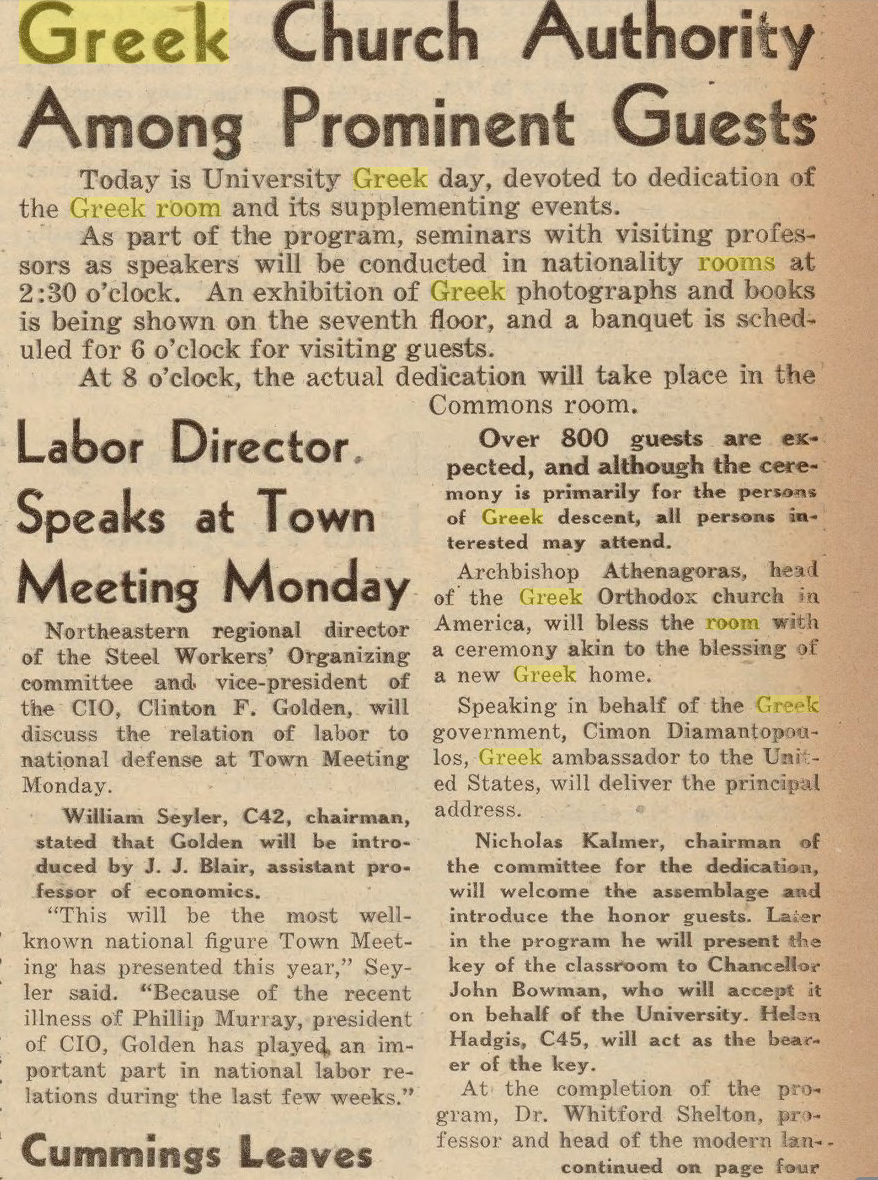 Greek Church Authority
Among Prominent Guests
Today is University Greek day, devoted to dedication of
the Greek room and its supplementing events.
As part of the program, seminars with visiting profes-
sors as speakers will be conducted in nationality rooms at
2:30 o'clock. An exhibition of Greek photographs and books
is being shown on the seventh floor, and a banquet is sched-
uled for 6 o'clock for visiting guests.
At 8 o'clock, the actual dedication will take place in the
Commons room.
Over 800 guests are ex-
pected, and although the cere-
mony is primarily for the persons
of Greek descent, all persons in-
terested may attend.
Archbishop Athenagoras, head
of the Greek Orthodox church in
America, will bless the room with
a ceremony akin to the blessing of
a new Greek home.
Speaking in behalf of the Greek
government, Cimon Diamantopou-
los, Greek ambassador to the Unit-
ed States, will deliver the principal
address.
Nicholas Kalmer, chairman of
the committee for the dedication,
will welcome the assemblage and
introduce the honor guests. Later
in the program he will present the
key of the classroom to Chancellor
John Bowman, who will accept it
on behalf of the University. Helen
Hadgis, C45, will act as the bear-
er of the key.
At the completion of the pro-
gram, Dr. Whitford Shelton, pro-
fessor and head of the modern lan-
continued on page four
Labor Director
Speaks at Town
Meeting Monday
Northeastern regional director
of the Steel Workers' Organizing
committee and vice-president of
the CIO, Clinton F. Golden, will
discuss the relation of labor to
national defense at Town Meeting
Monday.
William Seyler, C42, chairman,
stated that Golden will be intro-
duced by J. J. Blair, assistant pro-
fessor of economics.
"This will be the most well-
known national figure Town Meet-
ing has presented this year," Sey-
ler said. "Because of the recent
illness of Phillip Murray, president
of CIO, Golden has played an im-
portant part in national labor re-
lations during the last few weeks."
Cummings Leaves